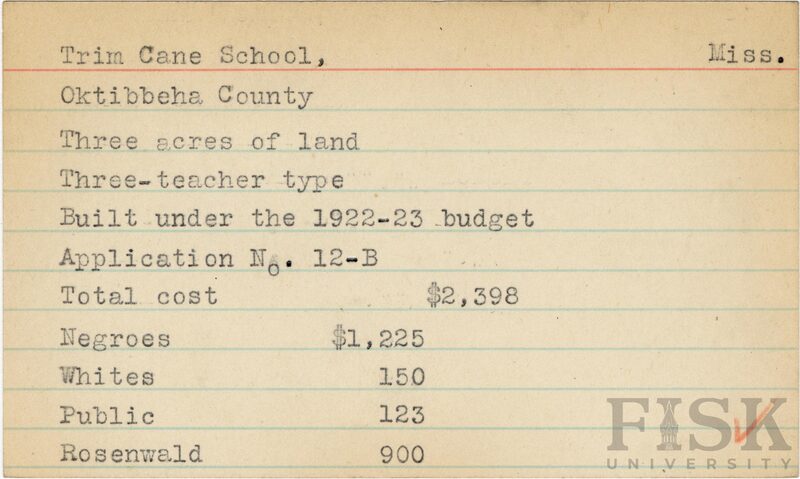 Trim Cane School, Miss.
Oktibbeha County
Three acres of land
Three-teacher type
Built under the 1922-23 budget
Application No. 12-B
Total cost $2,398
Negroes $1,225
Whites 150
Public 123
Rosenwald 900
FISK
UNIVERSITY